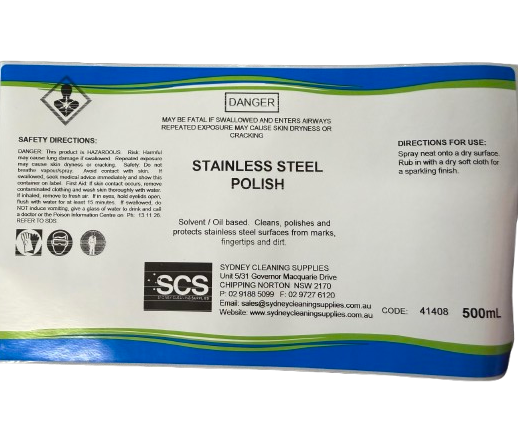 DANGER
MAY BE FATAL IF SWALLOWED AND ENTERS AIRWAYS
REPEATED EXPOSURE MAY CAUSE SKIN DRYNESS OR
CRACKING
SAFETY DIRECTIONS:
DANGER: This product is HAZARDOUS. Risk: Harmful
may cause lung damage if swallowed. Repeated exposure
may cause skin dryness or cracking. Safety: Do not
breathe vapour/spray. Avoid contact with skin. If
swallowed, seek medical advice immediately and show this
container or label. First Aid: If skin contact occurs, remove
contaminated clothing and wash skin thoroughly with water.
If inhaled, remove to fresh air. If in eyes, hold eyelids open,
flush with water for at least 15 minutes. If swallowed, do
NOT induce vomiting, give a glass of water to drink and call
a doctor or the Poison Information Centre on Ph: 13 11 26.
REFER TO SDS.
STAINLESS STEEL
POLISH
Solvent / Oil based. Cleans, polishes and
protects stainless steel surfaces from marks,
fingertips and dirt.
DIRECTIONS FOR USE:
Spray neat onto a dry surface.
Rub in with a dry soft cloth for
a sparkling finish.
SCS
SYDNEY CLEANING SUPPLIES
SYDNEY CLEANING SUPPLIES
Unit 5/31 Governor Macquarie Drive
CHIPPING NORTON NSW 2170
P: 02 9188 5099 F: 02 9727 6120
Email: sales@sydneycleaningsupplies.com.au
Website: www.sydneycleaningsupplies.com.au
CODE: 41408 500mL